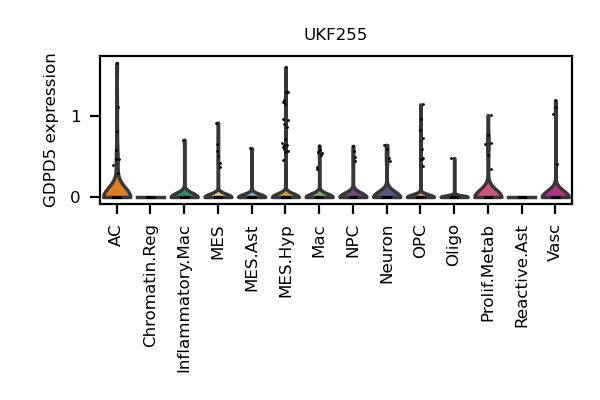 UKF255
GDPD5 expression
1
0
AC
Chromatin.Reg
Inflammatory.Mac
MES
MES.Ast
MES.Hyp
Mac
NPC
Neuron
OPC
Oligo
Prolif.Metab
Reactive.Ast
Vasc